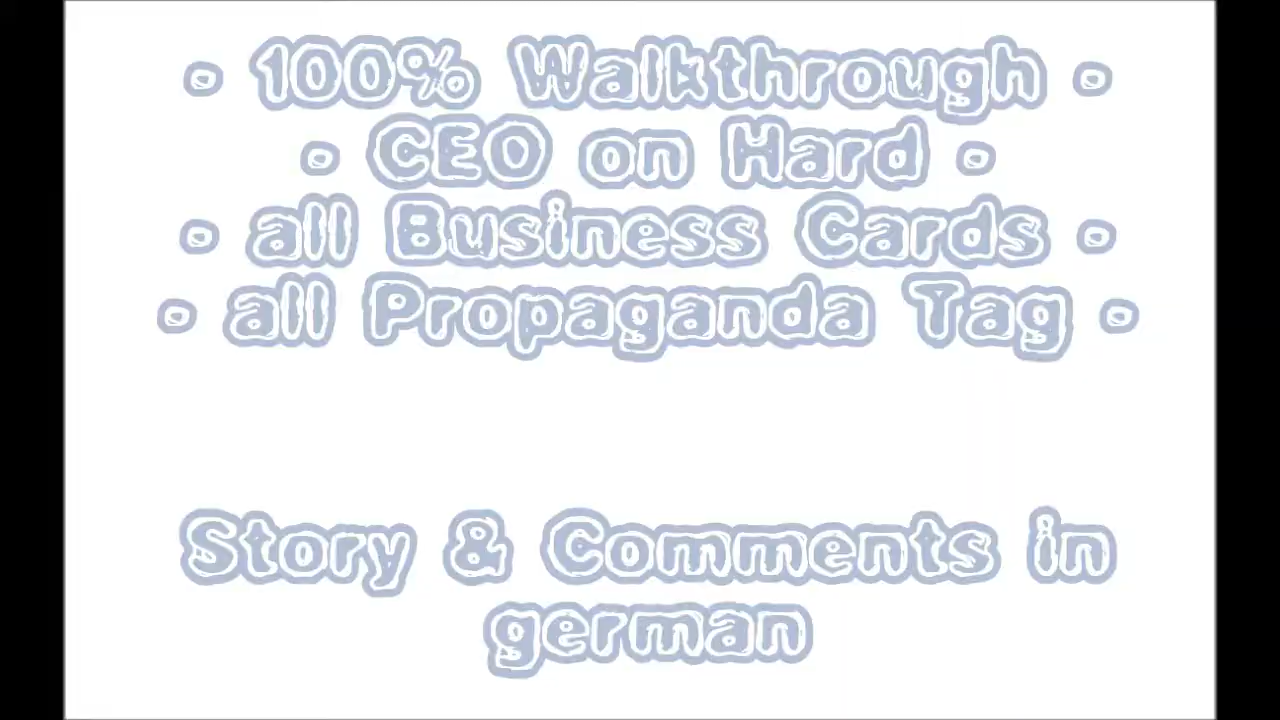 • 100% Walkthrough •
• CEO on Hard •
• all Business Cards •
• all Propaganda Tag •
Story & Comments in
german